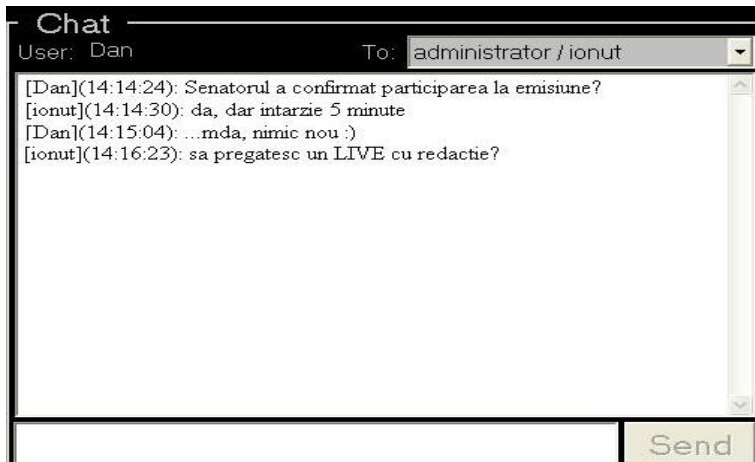 Chat
User: Dan To: administrator / ionut
[Dan](14:14:24): Senatorul a confirmat participarea la emisiune?
[ionut](14:14:30): da, dar intarzie 5 minute
[Dan](14:15:04): ...mda, nimic nou :)
[ionut](14:16:23): sa pregatesc un LIVE cu redactie?
Send